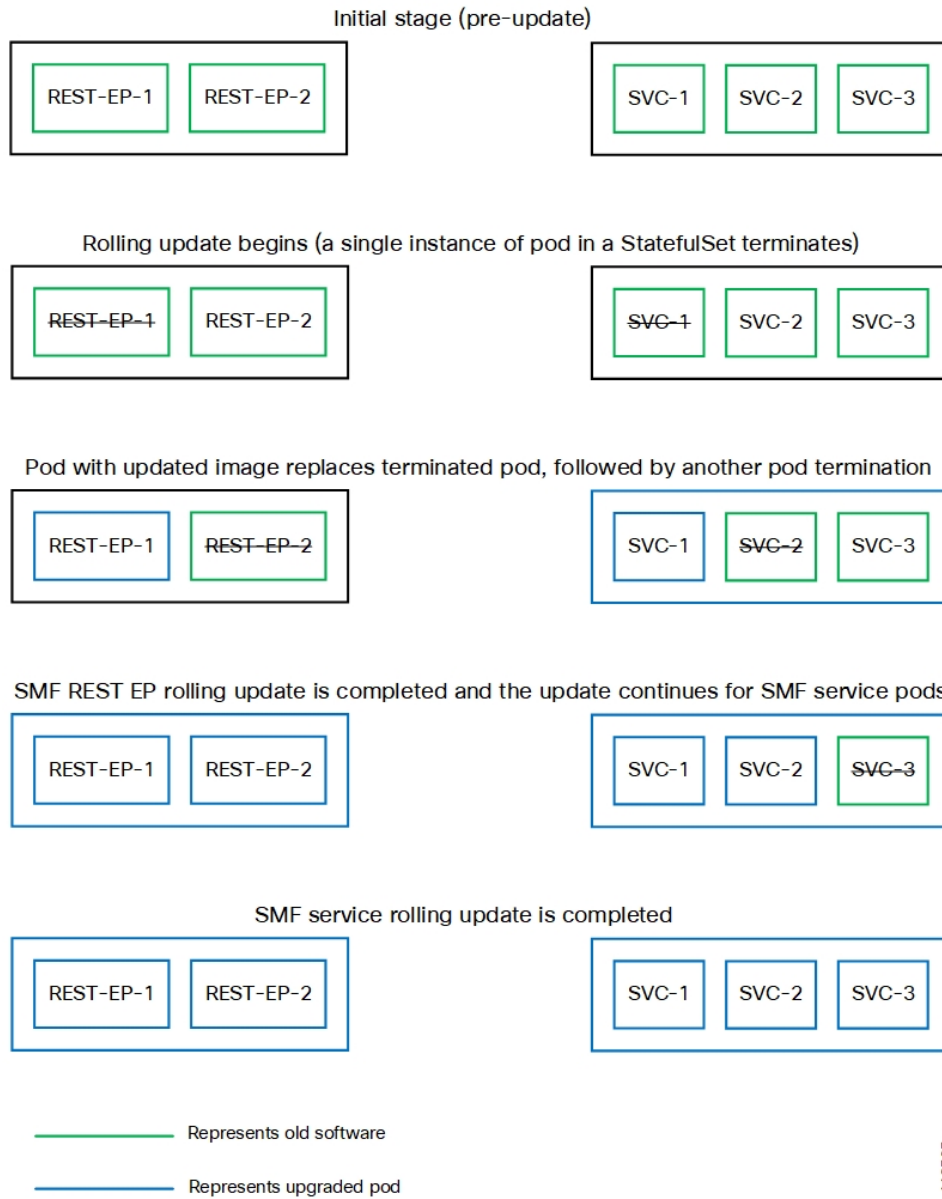 Initial stage (pre-update)
REST-EP-1 REST-EP-2 SVC-1 SVC-2 SVC-3
Rolling update begins (a single instance of pod in a StatefulSet terminates)
REST-EP-1 REST-EP-2 SVC-1 SVC-2 SVC-3
Pod with updated image replaces terminated pod, followed by another pod termination
REST-EP-1 REST-EP-2 SVC-1 SVC-2 SVC-3
SMF REST EP rolling update is completed and the update continues for SMF service pods
REST-EP-1 REST-EP-2 SVC-1 SVC-2 SVC-3
SMF service rolling update is completed
REST-EP-1 REST-EP-2 SVC-1 SVC-2 SVC-3
Represents old software
Represents upgraded pod